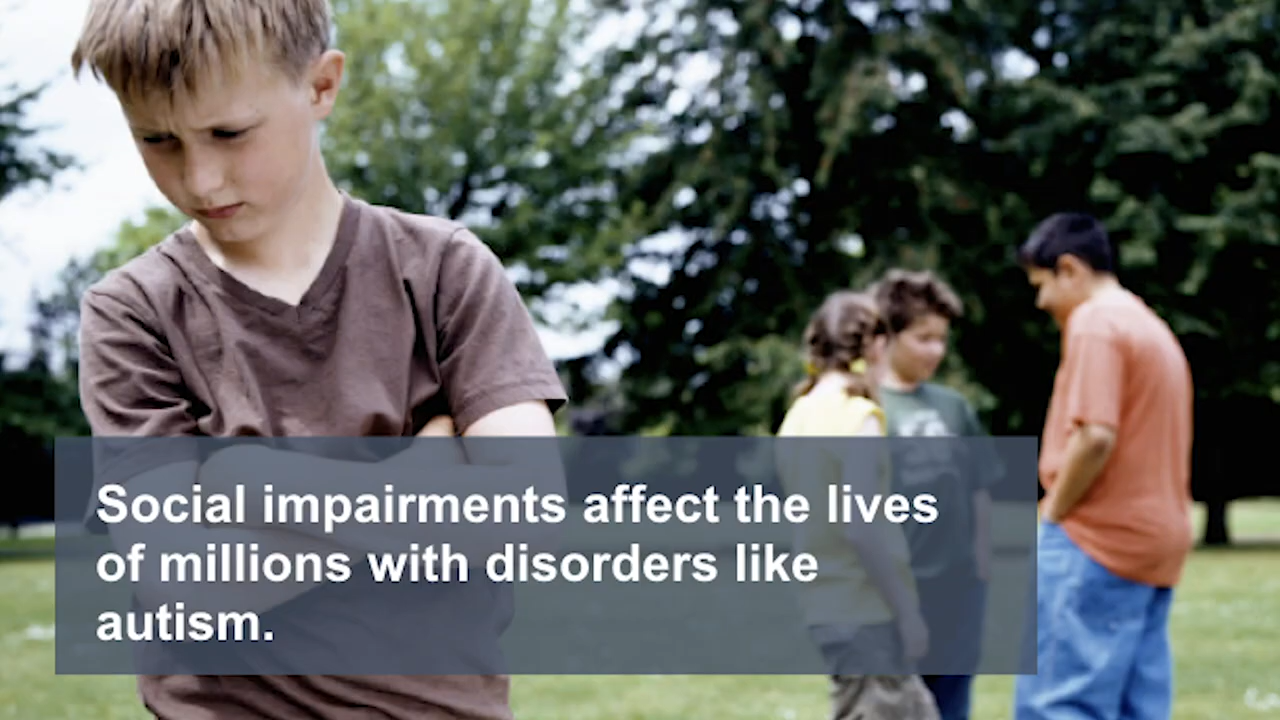 Social impairments affect the lives
of millions with disorders like
autism.